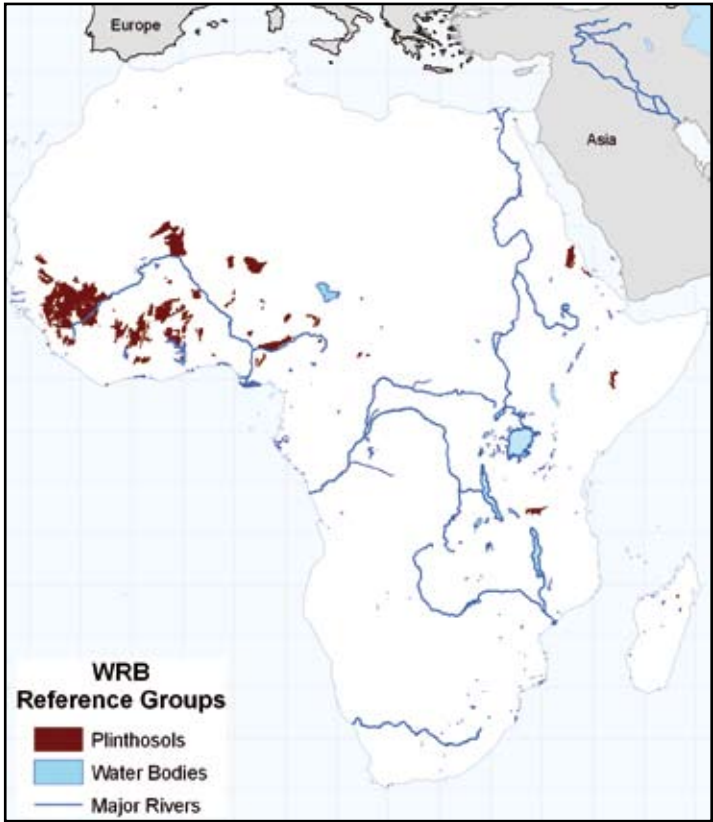 Europe
Asia
WRB
Reference Groups
Plinthosols
Water Bodies
Major Rivers